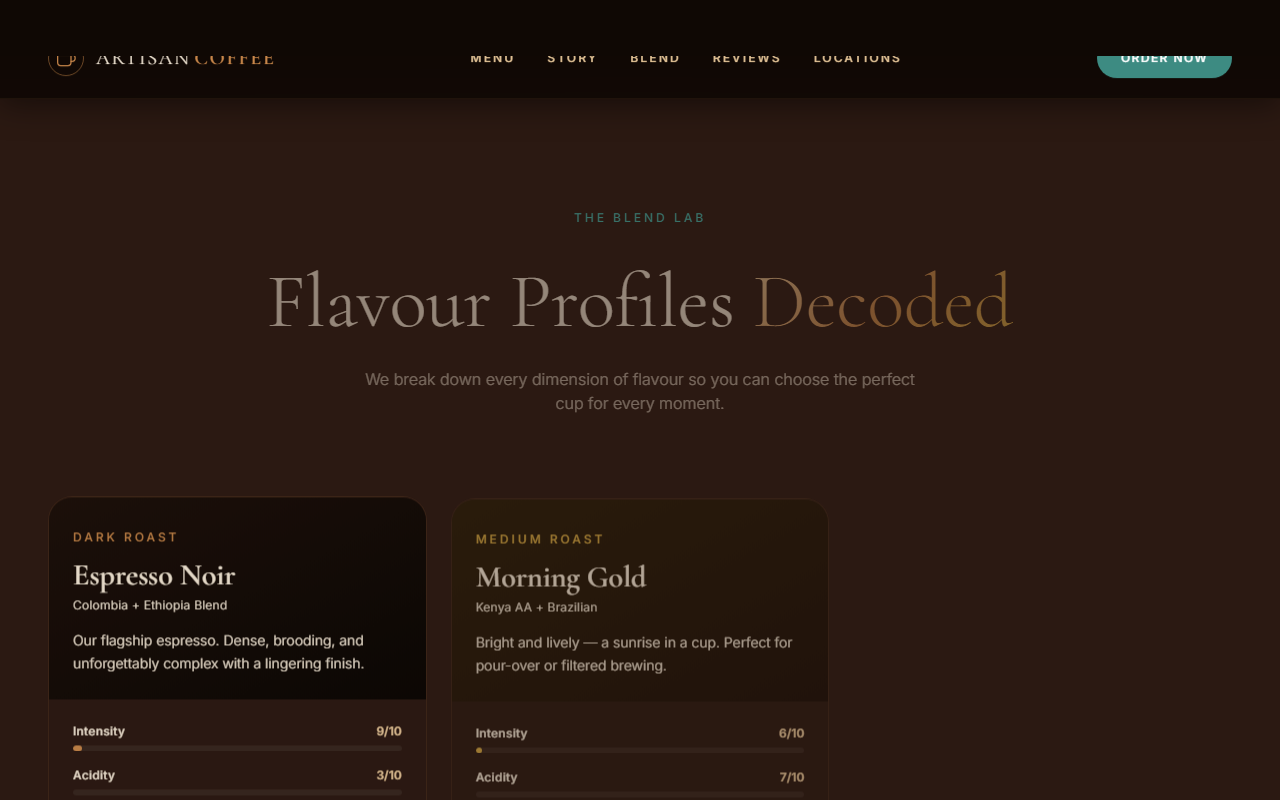 ARTISAN COFFEE
MENU
STORY
BLEND
REVIEWS
LOCATIONS
ORDER NOW
THE BLEND LAB
Flavour Profiles Decoded
We break down every dimension of flavour so you can choose the perfect
cup for every moment.
DARK ROAST
Espresso Noir
Colombia + Ethiopia Blend
Our flagship espresso. Dense, brooding, and
unforgettably complex with a lingering finish.
Intensity 9/10
Acidity 3/10
MEDIUM ROAST
Morning Gold
Kenya AA + Brazilian
Bright and lively — a sunrise in a cup. Perfect for
pour-over or filtered brewing.
Intensity 6/10
Acidity 7/10